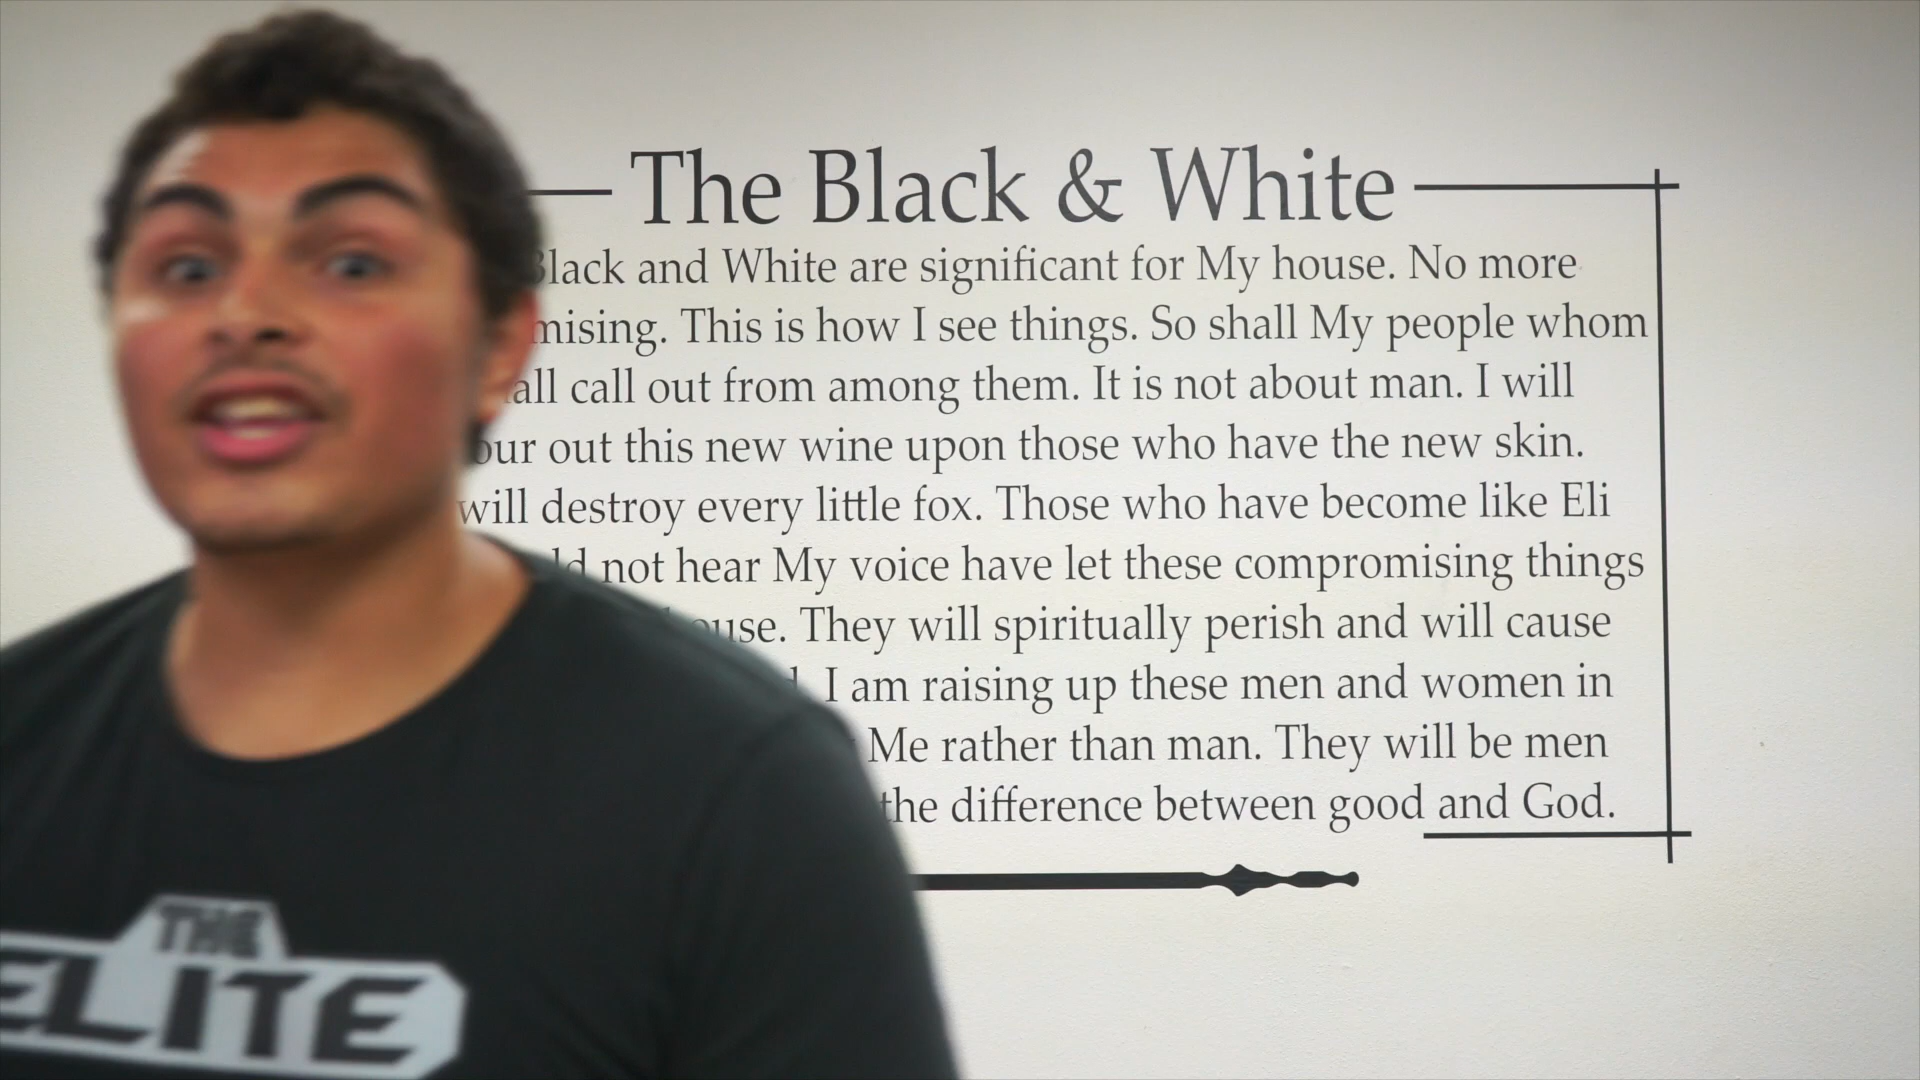 The Black & White
Black and White are significant for My house. No more
This is how I see things. So shall My people whom
call out from among them. It is not about man. I will
out this new wine upon those who have the new skin.
will destroy every little fox. Those who have become like Eli
not hear My voice have let these compromising things
They will spiritually perish and will cause
I am raising up these men and women in
Me rather than man. They will be men
the difference between good and God.
THE
ELITE